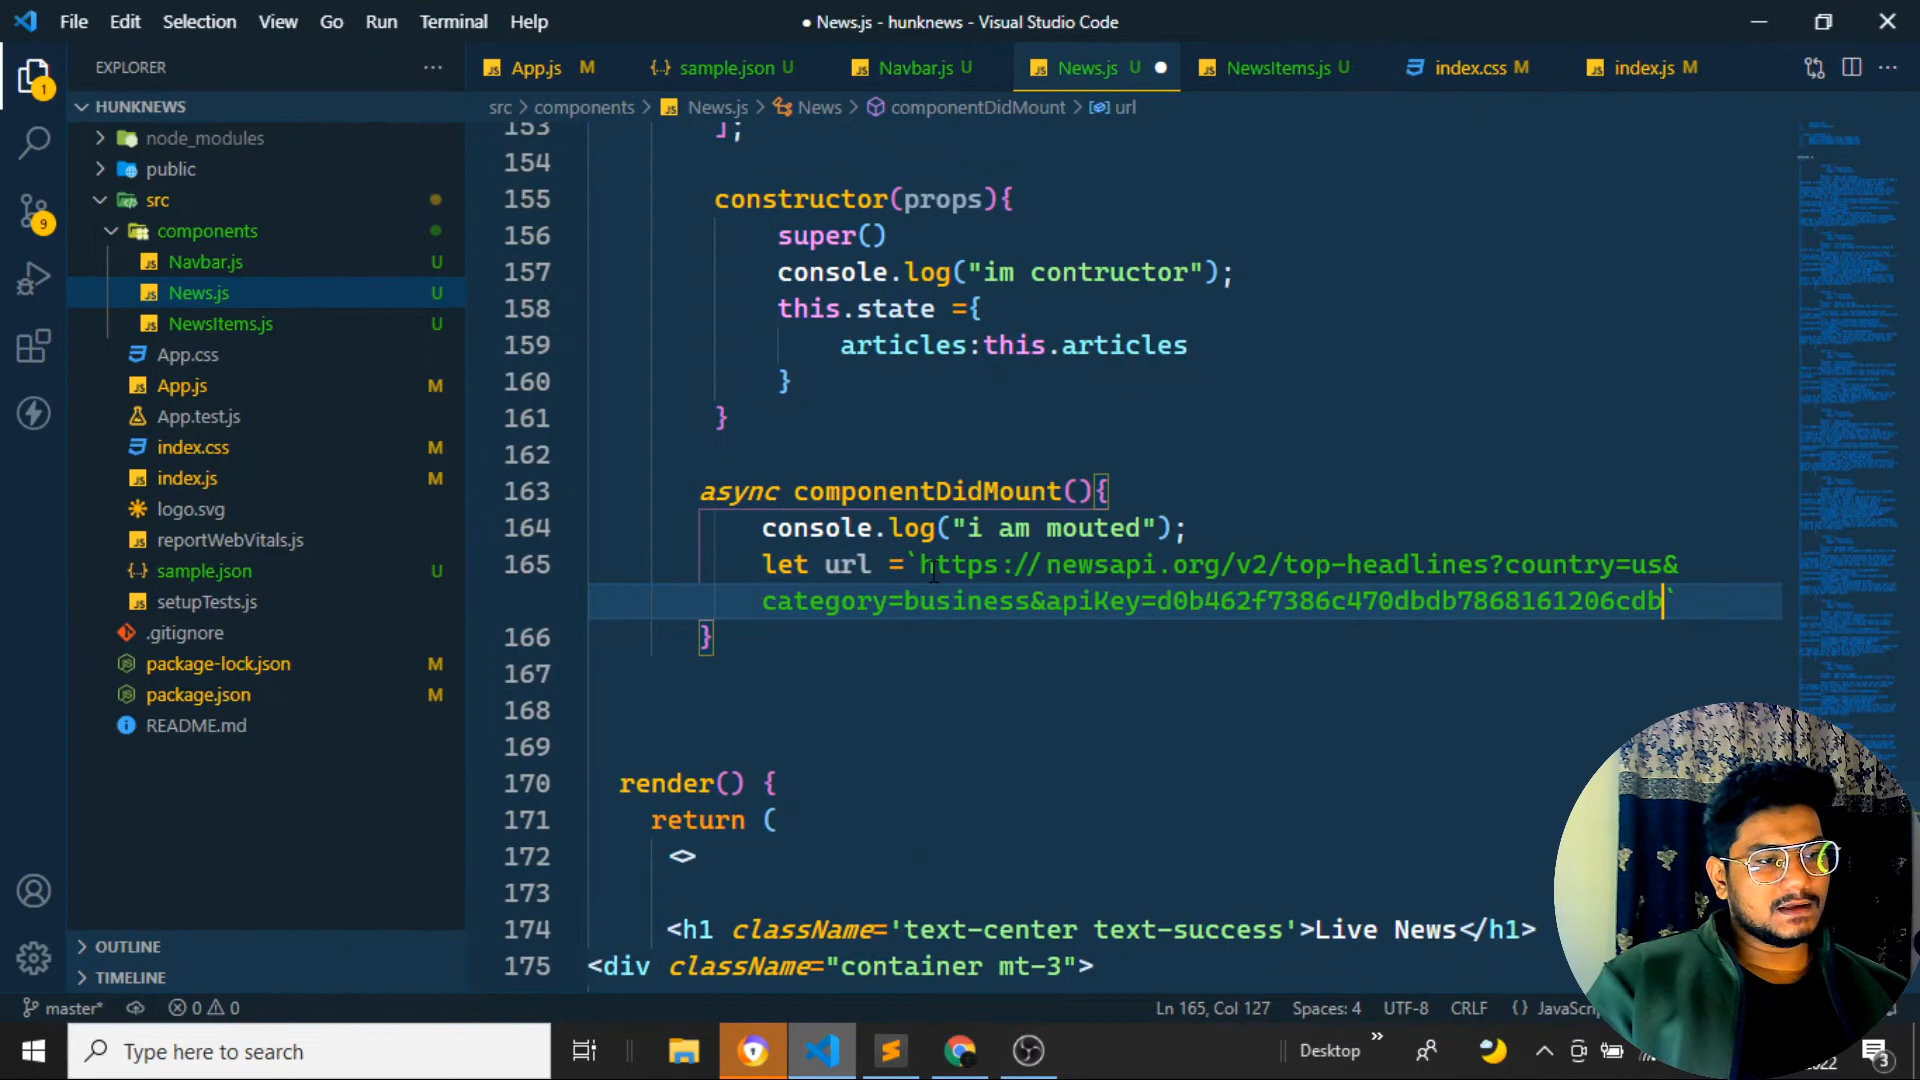 File Edit Selection View Go Run Terminal Help
● News.js - hunknews - Visual Studio Code
EXPLORER ...
App.js M
sample.json U
Navbar.js U
News.js U ●
NewsItems.js U
index.css M
index.js M
src > components > News.js > News > componentDidMount > url
HUNKNEWS
node_modules
public
src
components
Navbar.js U
News.js U
NewsItems.js U
App.css
App.js M
App.test.js
index.css M
index.js M
logo.svg
reportWebVitals.js
sample.json U
setupTests.js
.gitignore
package-lock.json M
package.json M
README.md
OUTLINE
TIMELINE
1
9
153 ];
154
155 constructor(props){
156 super()
157 console.log("im contructor");
158 this.state ={
159 articles:this.articles
160 }
161 }
162
163 async componentDidMount(){
164 console.log("i am mouted");
165 let url =`https://newsapi.org/v2/top-headlines?country=us&
category=business&apiKey=d0b462f7386c470dbdb7868161206cdb`
166 }
167
168
169
170 render() {
171 return (
172 <>
173
174 <h1 className='text-center text-success'>Live News</h1>
175 <div className="container mt-3">
master* 0 0 Ln 165, Col 127 Spaces: 4 UTF-8 CRLF {}
Type here to search
Desktop
2022
3